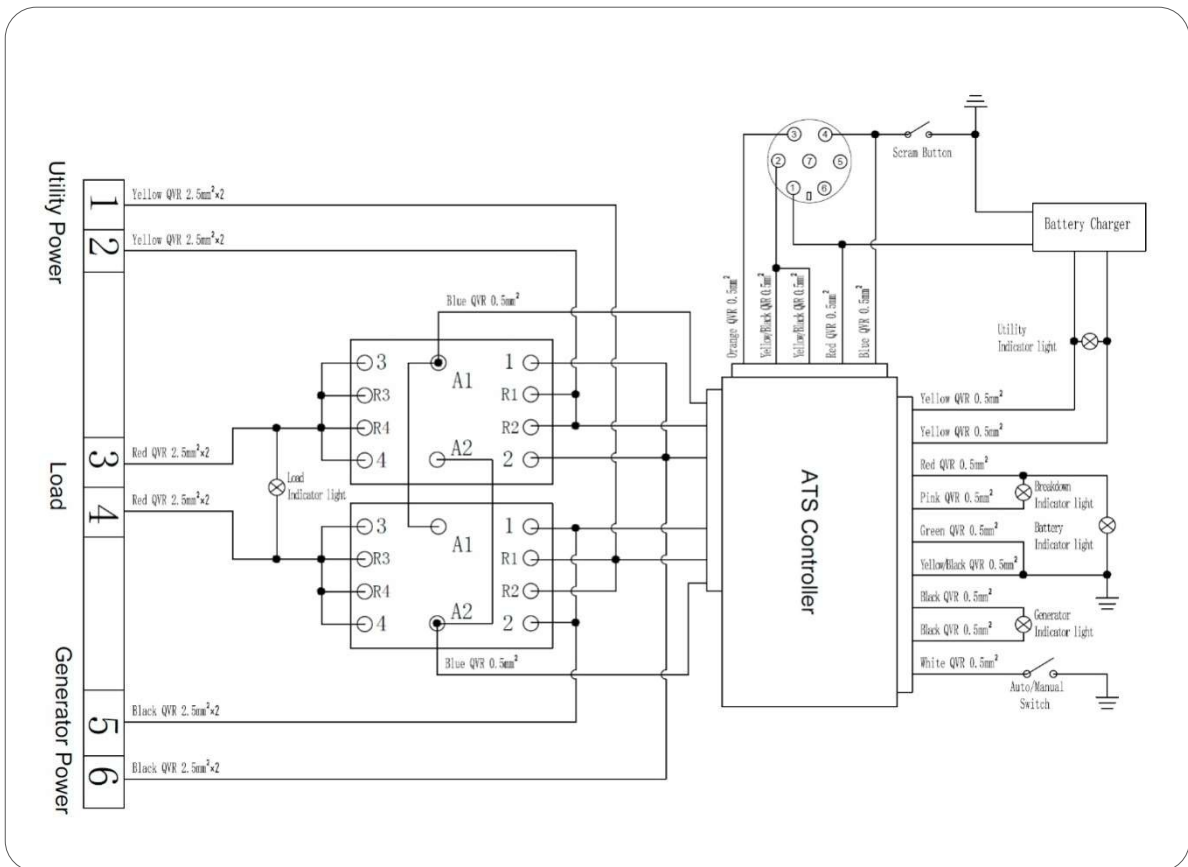 Utility Power
1
2
Load
3
4
Generator Power
5
6
Yellow QVR 2.5mm²×2
Yellow QVR 2.5mm²×2
Red QVR 2.5mm²×2
Red QVR 2.5mm²×2
Black QVR 2.5mm²×2
Black QVR 2.5mm²×2
Load
Indicator light
Blue QVR 0.5mm²
3
R3
R4
4
A1
A2
1
R1
R2
2
3
R3
R4
4
A1
A2
1
R1
R2
2
Blue QVR 0.5mm²
3
4
2
7
5
1
6
Scram Button
Battery Charger
Orange QVR 0.5mm²
Yellow/Black QVR 0.5mm²
Yellow/Black QVR 0.5mm²
Red QVR 0.5mm²
Blue QVR 0.5mm²
Utility
Indicator light
ATS Controller
Yellow QVR 0.5mm²
Yellow QVR 0.5mm²
Red QVR 0.5mm²
Pink QVR 0.5mm²
Green QVR 0.5mm²
Yellow/Black QVR 0.5mm²
Black QVR 0.5mm²
Black QVR 0.5mm²
White QVR 0.5mm²
Breakdown
Indicator light
Battery
Indicator light
Generator
Indicator light
Auto/Manual
Switch